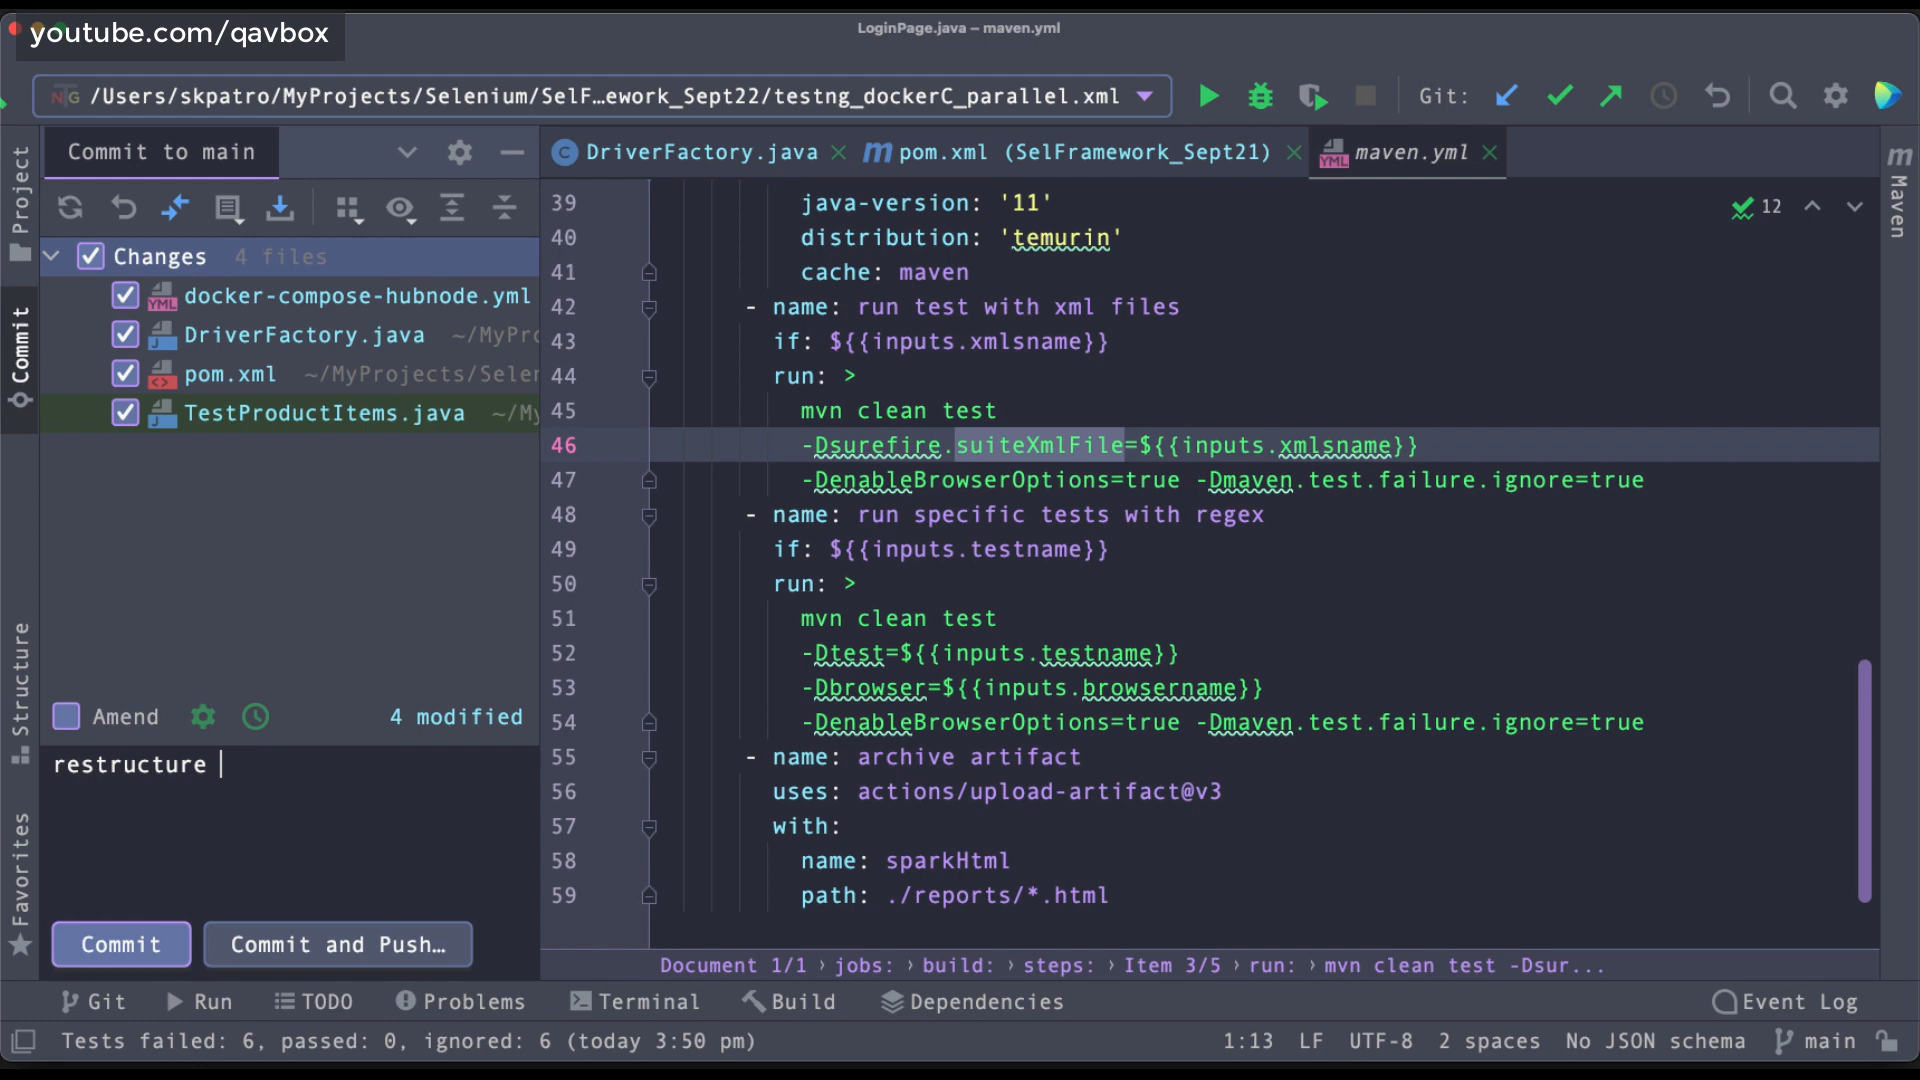 youtube.com/qavbox
LoginPage.java – maven.yml
/Users/skpatro/MyProjects/Selenium/SelF…ework_Sept22/testng_dockerC_parallel.xml
Git:
Commit to main
DriverFactory.java
pom.xml (SelFramework_Sept21)
maven.yml
Project
Commit
Structure
Favorites
Maven
Changes 4 files
docker-compose-hubnode.yml
DriverFactory.java ~/MyPro
pom.xml ~/MyProjects/Selen
TestProductItems.java ~/My
Amend
4 modified
restructure
Commit
Commit and Push…
12
39 java-version: '11'
40 distribution: 'temurin'
41 cache: maven
42 - name: run test with xml files
43 if: ${{inputs.xmlsname}}
44 run: >
45 mvn clean test
46 -Dsurefire.suiteXmlFile=${{inputs.xmlsname}}
47 -DenableBrowserOptions=true -Dmaven.test.failure.ignore=true
48 - name: run specific tests with regex
49 if: ${{inputs.testname}}
50 run: >
51 mvn clean test
52 -Dtest=${{inputs.testname}}
53 -Dbrowser=${{inputs.browsername}}
54 -DenableBrowserOptions=true -Dmaven.test.failure.ignore=true
55 - name: archive artifact
56 uses: actions/upload-artifact@v3
57 with:
58 name: sparkHtml
59 path: ./reports/*.html
Document 1/1 › jobs: › build: › steps: › Item 3/5 › run: › mvn clean test -Dsur...
Git Run TODO Problems Terminal Build Dependencies Event Log
Tests failed: 6, passed: 0, ignored: 6 (today 3:50 pm)
1:13 LF UTF-8 2 spaces No JSON schema main